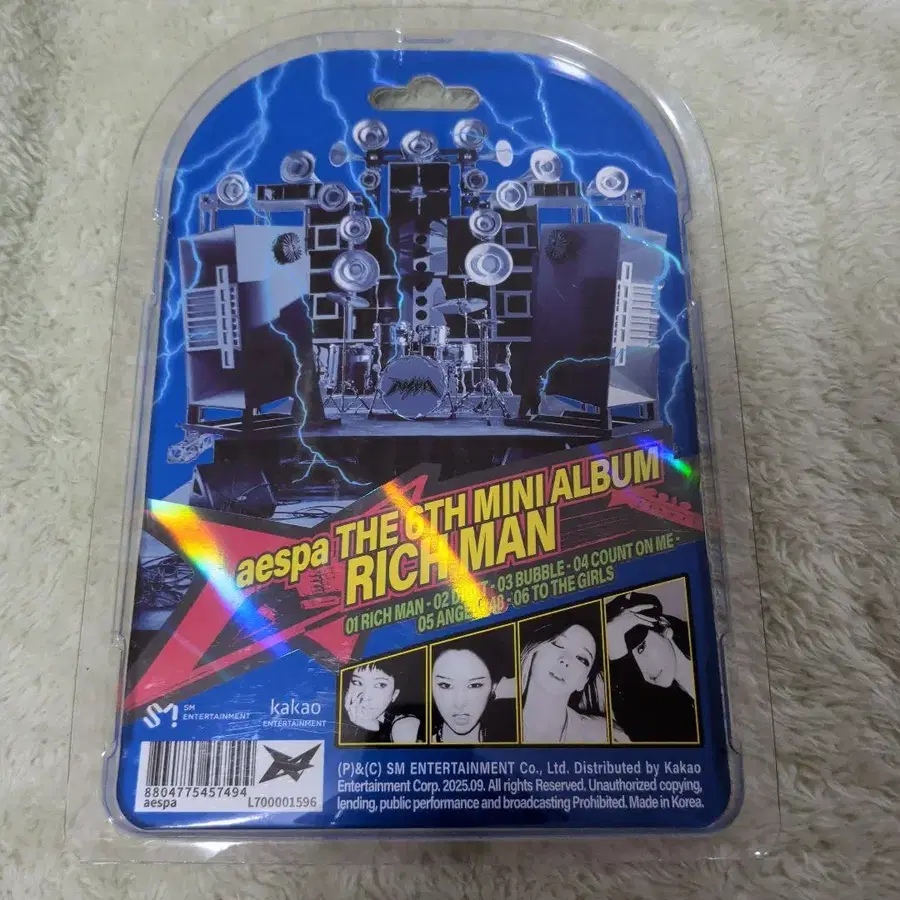 aespa
aespa THE 6TH MINI ALBUM
RICH MAN
01 RICH MAN - 02 - 03 BUBBLE - 04 COUNT ON ME -
05 - 06 TO THE GIRLS
SM
ENTERTAINMENT
kakao
ENTERTAINMENT
8804775457494
aespa
L700001596
(P)&(C) SM ENTERTAINMENT Co., Ltd. Distributed by Kakao
Entertainment Corp. 2025.09. All rights Reserved. Unauthorized copying,
lending, public performance and broadcasting Prohibited. Made in Korea.